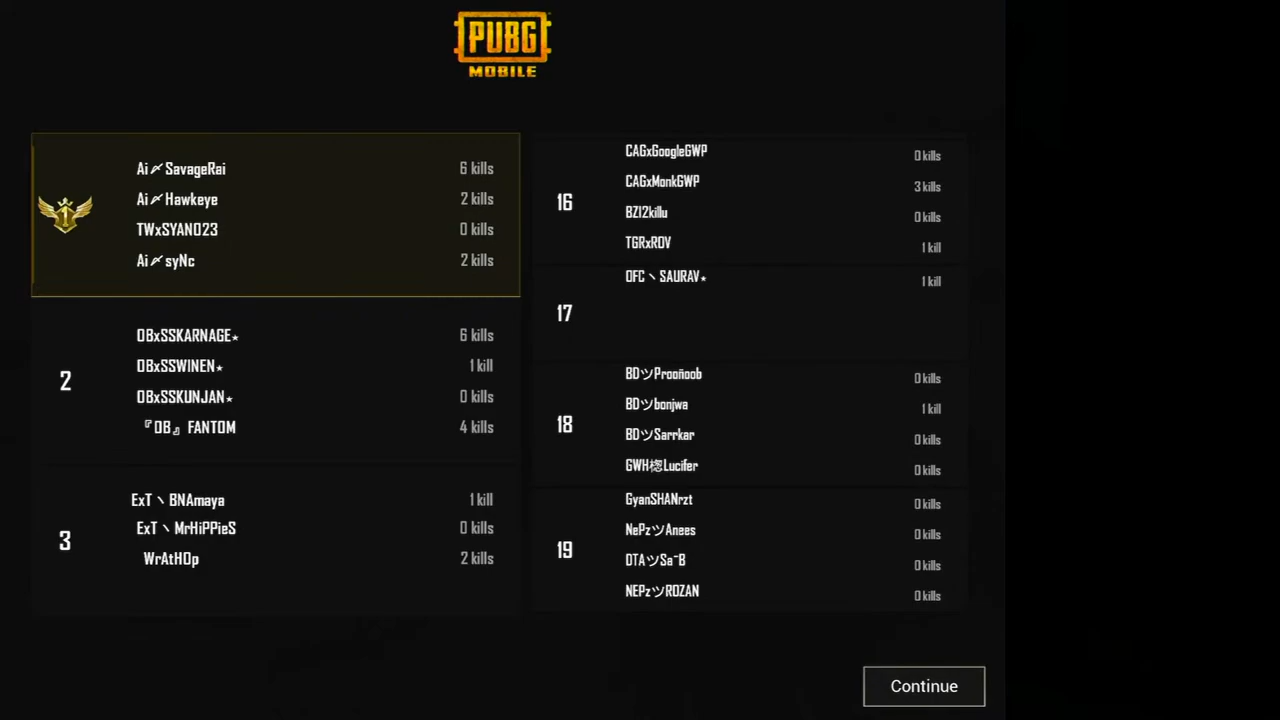 PUBG
MOBILE
1
Ai〆SavageRai 6 kills
Ai〆Hawkeye 2 kills
TWxSYANO23 0 kills
Ai〆syNc 2 kills
2
OBxSSKARNAGE★ 6 kills
OBxSSWINEN★ 1 kill
OBxSSKUNJAN★ 0 kills
『OB』FANTOM 4 kills
3
ExT丶BNAmaya 1 kill
ExT丶MrHiPPieS 0 kills
WrAtHOp 2 kills
16
CAGxGoogleGWP 0 kills
CAGxMonkGWP 3 kills
BZI2killu 0 kills
TGRxROV 1 kill
17
OFC丶SAURAV★ 1 kill
18
BDツProoñoob 0 kills
BDツbonjwa 1 kill
BDツSarrkar 0 kills
GWH楤Lucifer 0 kills
19
GyanSHANrzt 0 kills
NePzツAnees 0 kills
DTAツSa¯B 0 kills
NEPzツROZAN 0 kills
Continue